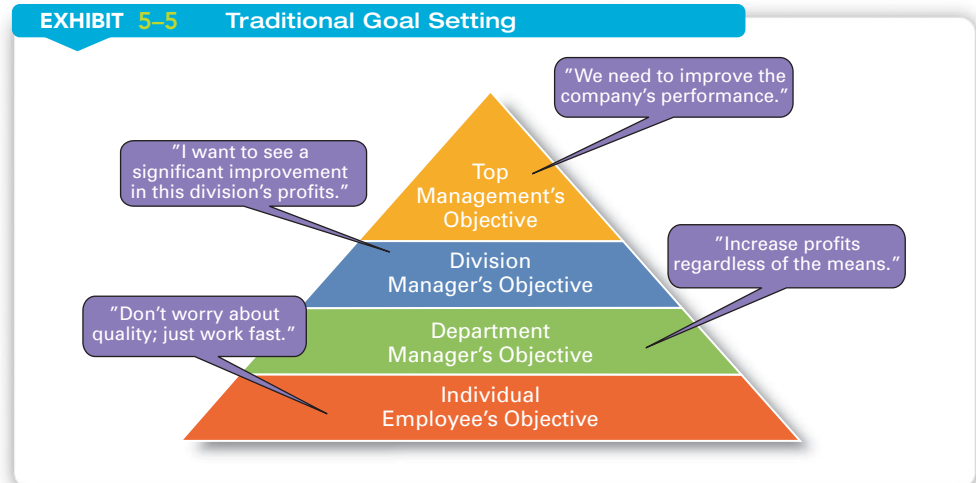 EXHIBIT 5–5 Traditional Goal Setting
"We need to improve the
company's performance."
"I want to see a
significant improvement
in this division's profits."
Top
Management's
Objective
"Increase profits
regardless of the means."
Division
Manager's Objective
"Don't worry about
quality; just work fast."
Department
Manager's Objective
Individual
Employee's Objective